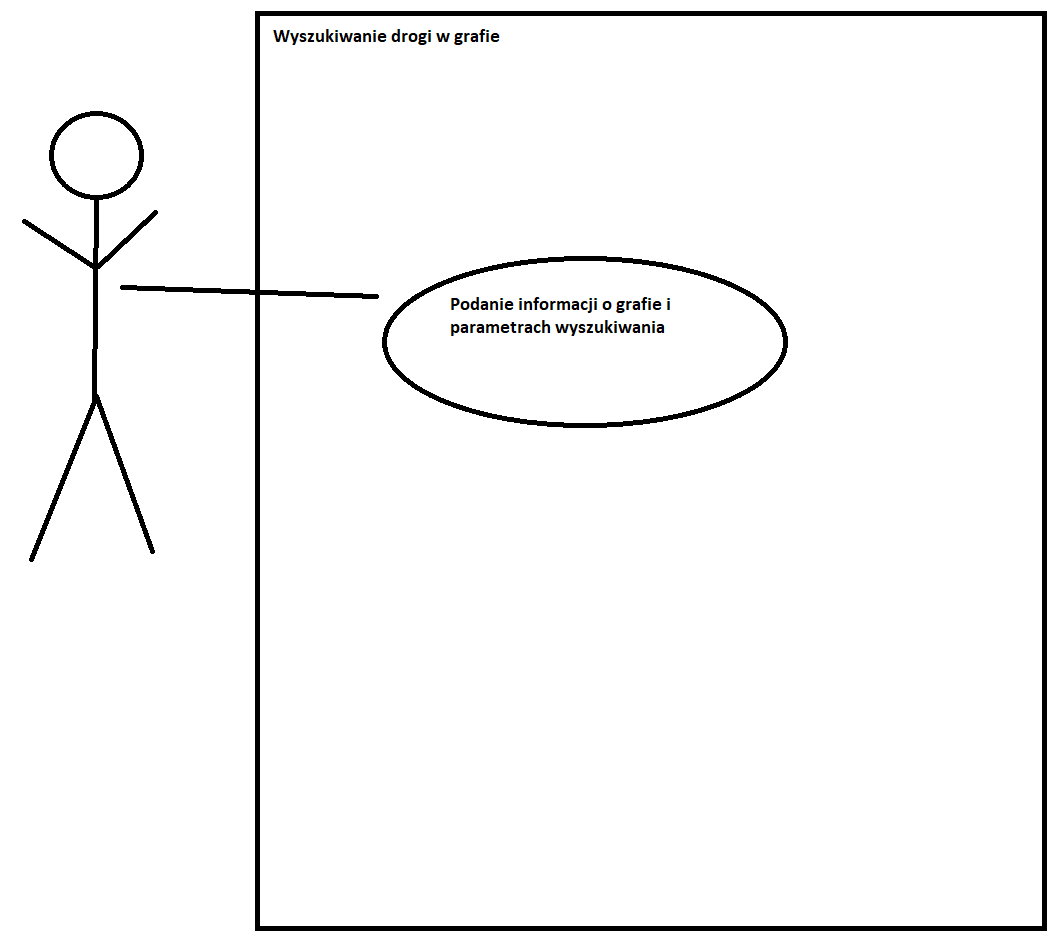 Wyszukiwanie drogi w grafie
Podanie informacji o grafie i
parametrach wyszukiwania